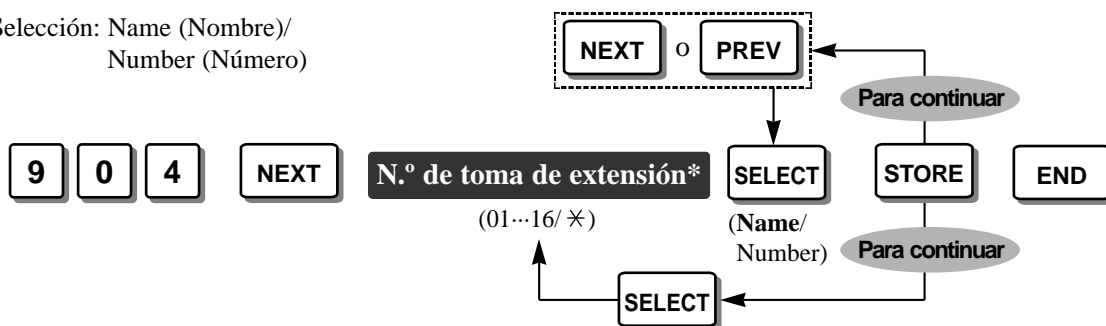 Selección: Name (Nombre)/
Number (Número)
NEXT o PREV
Para continuar
9 0 4 NEXT N.º de toma de extensión* SELECT STORE END
(01···16/ ✳)
(Name/
Number)
Para continuar
SELECT